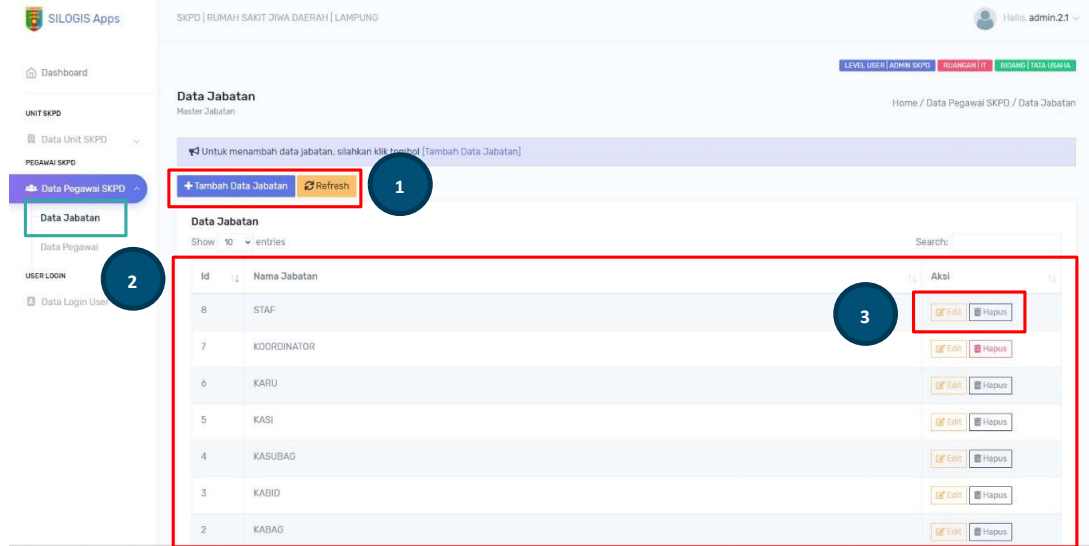 SILOGIS Apps
SKPD | RUMAH SAKIT JIWA DAERAH | LAMPUNG
Hello, admin.2.1
Dashboard
UNIT SKPD
Data Unit SKPD
PEGAWAI SKPD
Data Pegawai SKPD
Data Jabatan
Data Pegawai
USER LOGIN
Data Login User
2
LEVEL USER | ADMIN SKPD RUANGAN | IT BIDANG | TATA USAHA
Data Jabatan
Master Jabatan
Home / Data Pegawai SKPD / Data Jabatan
Untuk menambah data jabatan, silahkan klik tombol [Tambah Data Jabatan]
Tambah Data Jabatan Refresh
1
Data Jabatan
Show 10 entries
Search:
Id Nama Jabatan Aksi
8 STAF Edit Hapus
3
7 KOORDINATOR Edit Hapus
6 KARU Edit Hapus
5 KASI Edit Hapus
4 KASUBAG Edit Hapus
3 KABID Edit Hapus
2 KABAG Edit Hapus